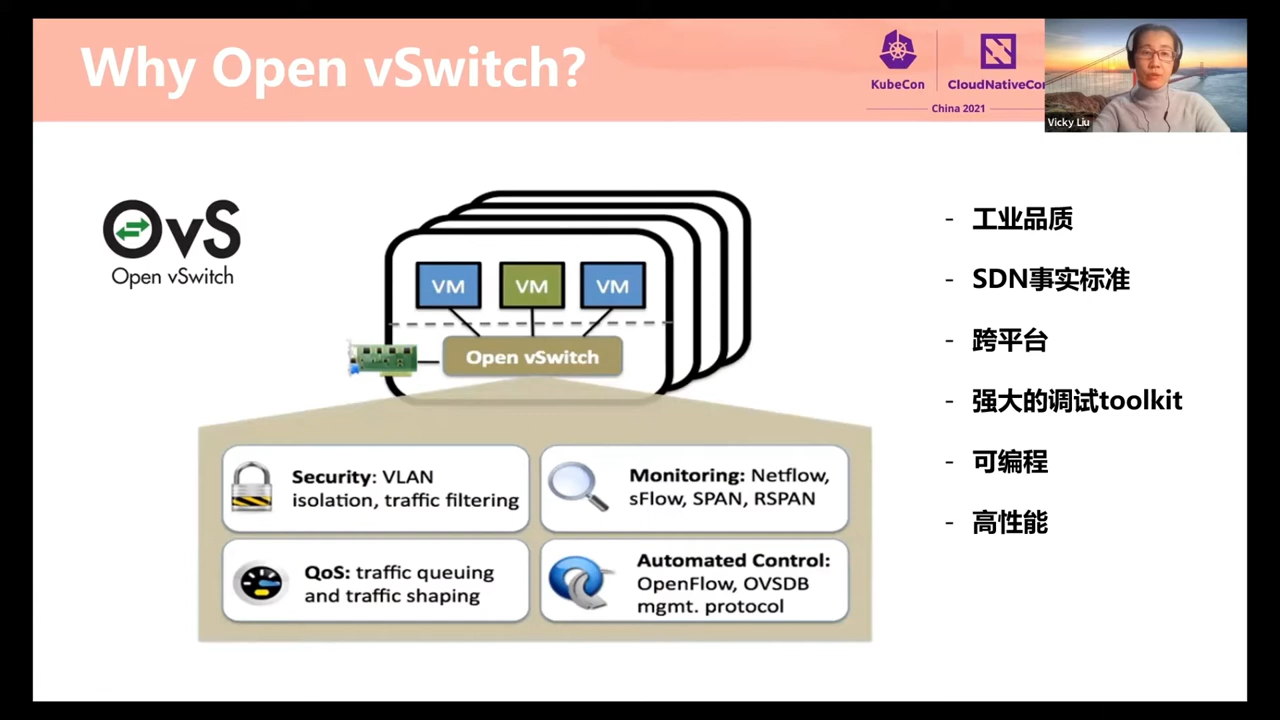 Why Open vSwitch?
KubeCon
CloudNativeCon
China 2021
Vicky Liu
OvS
Open vSwitch
VM
VM
VM
Open vSwitch
Security: VLAN
isolation, traffic filtering
Monitoring: Netflow,
sFlow, SPAN, RSPAN
QoS: traffic queuing
and traffic shaping
Automated Control:
OpenFlow, OVSDB
mgmt. protocol
- 工业品质
- SDN事实标准
- 跨平台
- 强大的调试toolkit
- 可编程
- 高性能